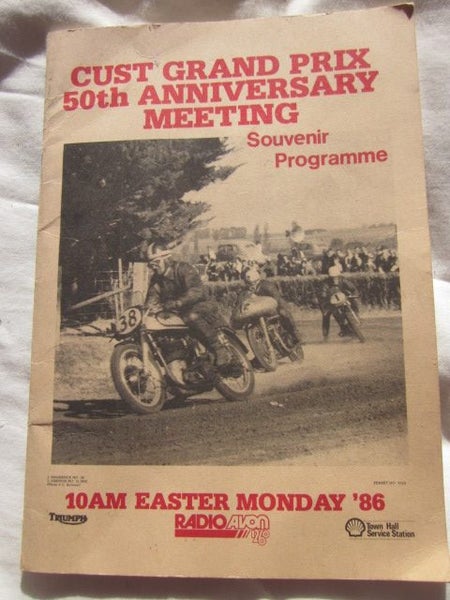 CUST GRAND PRIX
50th ANNIVERSARY
MEETING
Souvenir
Programme
38
10AM EASTER MONDAY '86
TRIUMPH
RADIO AVON
Town Hall
Service Station